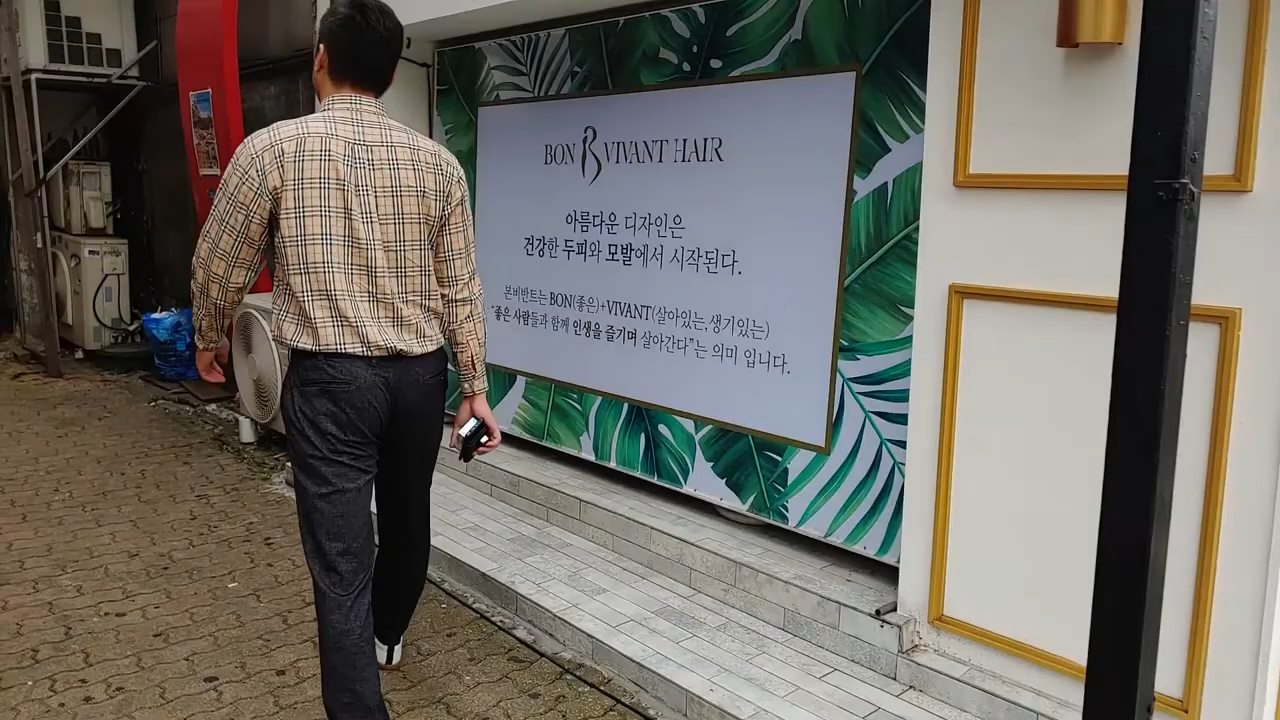 BON B VIVANT HAIR
아름다운 디자인은
건강한 두피와 모발에서 시작된다.
본비반트는 BON(좋은)+VIVANT(살아있는,생기있는)
"좋은 사람들과 함께 인생을 즐기며 살아간다"는 의미 입니다.